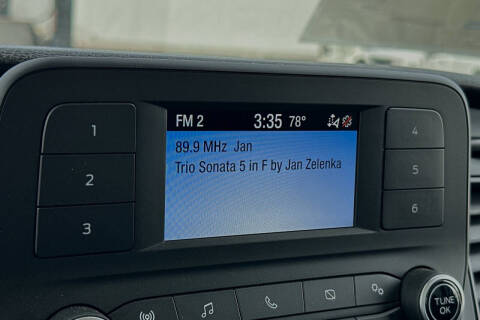 FM 2 3:35 78°
89.9 MHz Jan
Trio Sonata 5 in F by Jan Zelenka
1
2
3
4
5
6
TUNE
OK